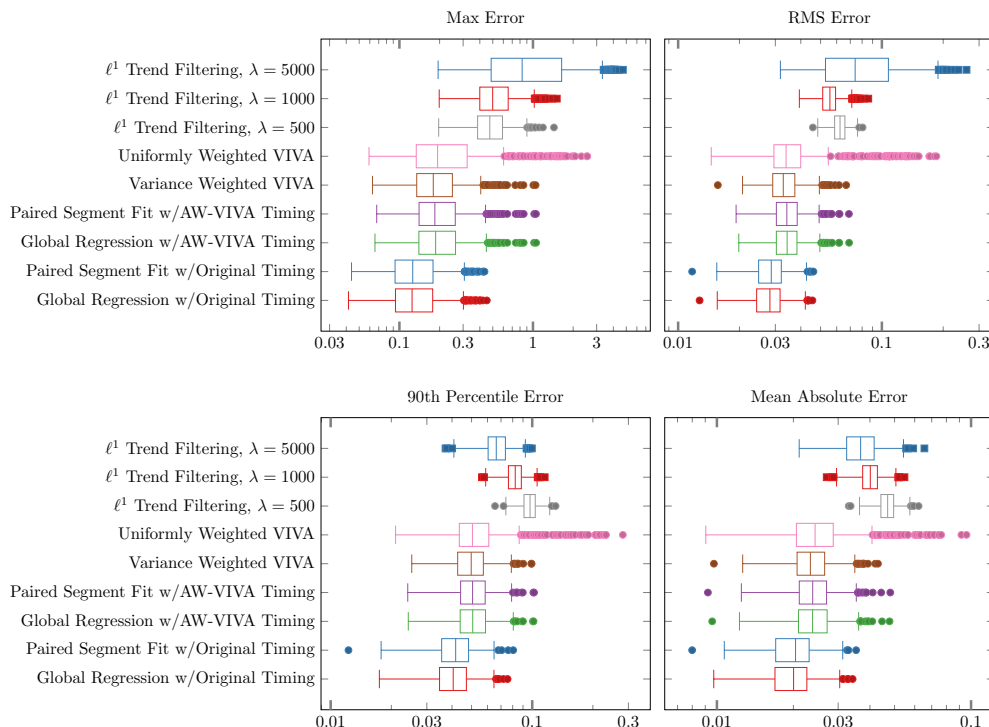 Max Error
RMS Error
ℓ¹ Trend Filtering, λ = 5000
ℓ¹ Trend Filtering, λ = 1000
ℓ¹ Trend Filtering, λ = 500
Uniformly Weighted VIVA
Variance Weighted VIVA
Paired Segment Fit w/AW-VIVA Timing
Global Regression w/AW-VIVA Timing
Paired Segment Fit w/Original Timing
Global Regression w/Original Timing
0.03 0.1 0.3 1 3
0.01 0.03 0.1 0.3
90th Percentile Error
Mean Absolute Error
ℓ¹ Trend Filtering, λ = 5000
ℓ¹ Trend Filtering, λ = 1000
ℓ¹ Trend Filtering, λ = 500
Uniformly Weighted VIVA
Variance Weighted VIVA
Paired Segment Fit w/AW-VIVA Timing
Global Regression w/AW-VIVA Timing
Paired Segment Fit w/Original Timing
Global Regression w/Original Timing
0.01 0.03 0.1 0.3
0.01 0.03 0.1